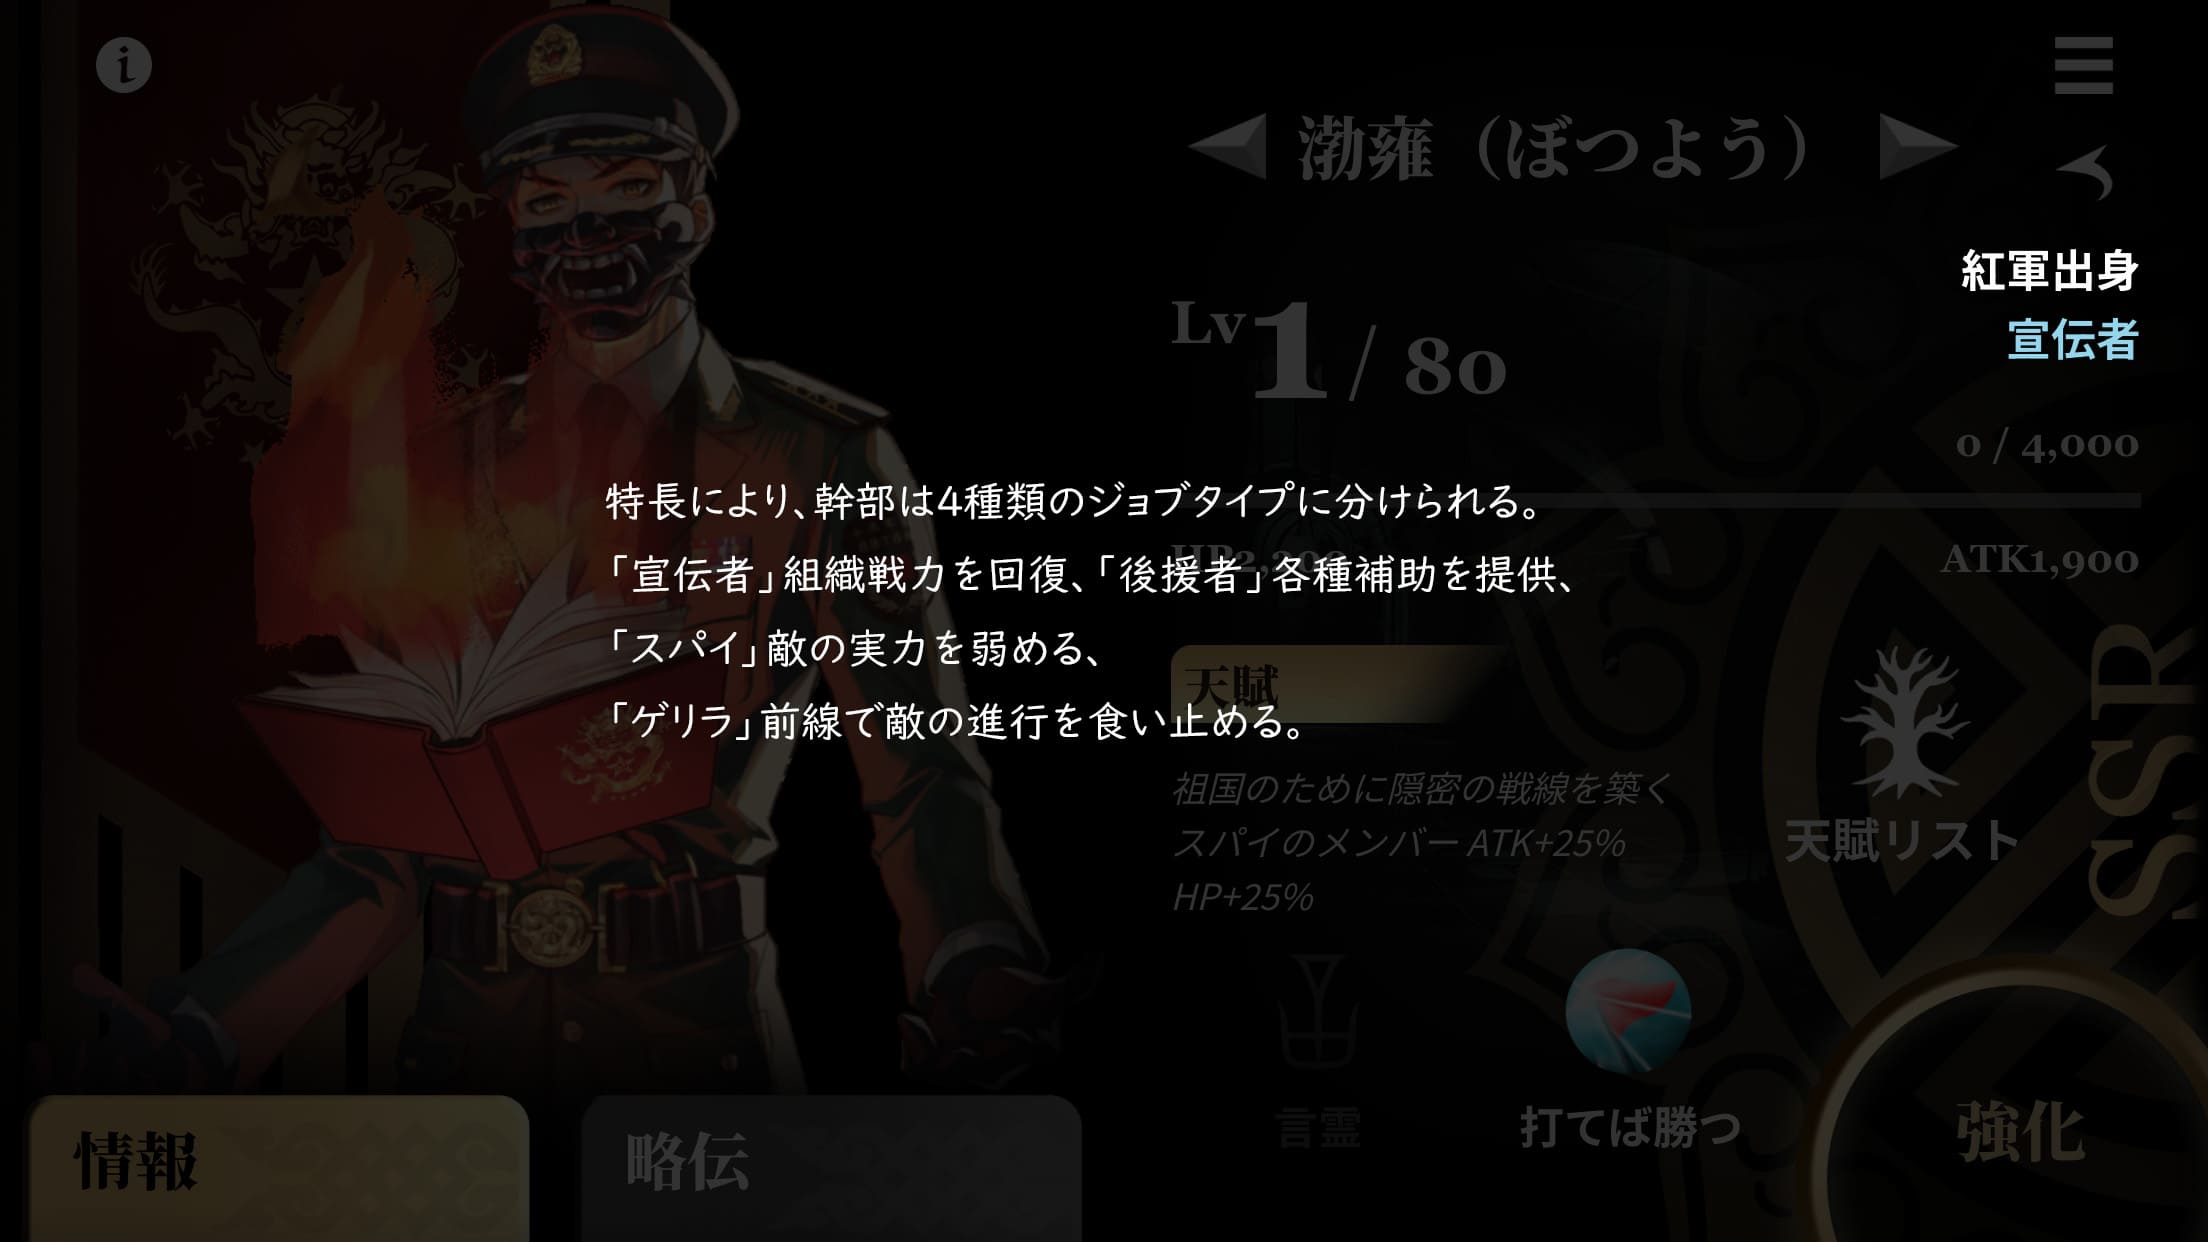 i
渤雍（ぼつよう）
紅軍出身
宣伝者
Lv1 / 80
0 / 4,000
特長により、幹部は4種類のジョブタイプに分けられる。
HP2,200
ATK1,900
「宣伝者」組織戦力を回復、「後援者」各種補助を提供、
「スパイ」敵の実力を弱める、
天賦
「ゲリラ」前線で敵の進行を食い止める。
SSR
祖国のために隠密の戦線を築く
スパイのメンバー ATK+25%
HP+25%
天賦リスト
言霊
打てば勝つ
強化
情報
略伝